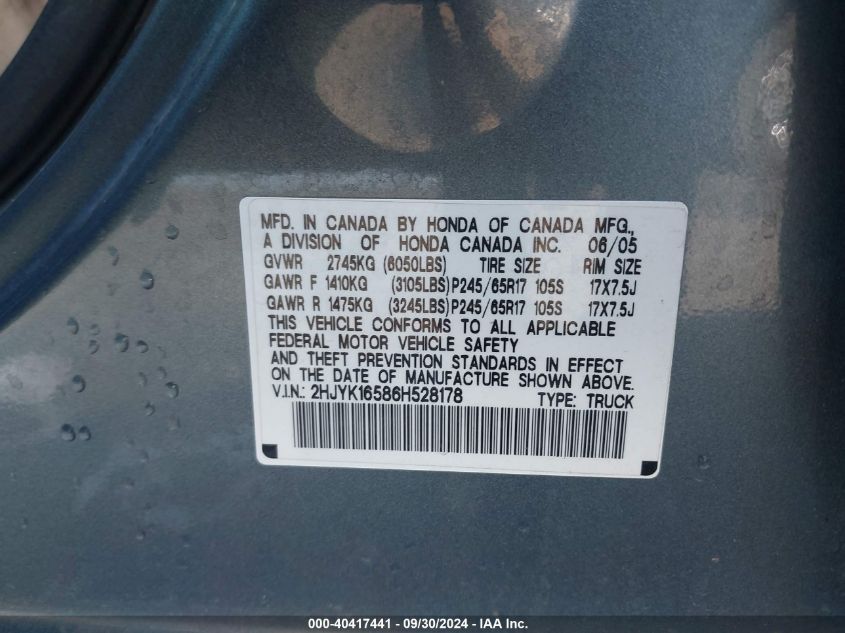 MFD. IN CANADA BY HONDA OF CANADA MFG.,
A DIVISION OF HONDA CANADA INC. 06/05
GVWR 2745KG (6050LBS) TIRE SIZE RIM SIZE
GAWR F 1410KG (3105LBS)P245/65R17 105S 17X7.5J
GAWR R 1475KG (3245LBS)P245/65R17 105S 17X7.5J
THIS VEHICLE CONFORMS TO ALL APPLICABLE
FEDERAL MOTOR VEHICLE SAFETY
AND THEFT PREVENTION STANDARDS IN EFFECT
ON THE DATE OF MANUFACTURE SHOWN ABOVE.
V.I.N.: 2HJYK16586H528178 TYPE: TRUCK
000-40417441 - 09/30/2024 - IAA Inc.